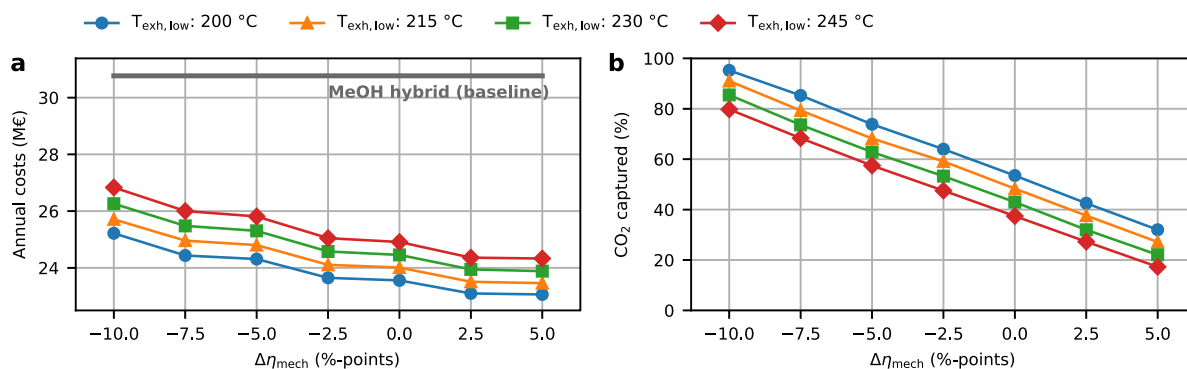 T_exh, low: 200 °C T_exh, low: 215 °C T_exh, low: 230 °C T_exh, low: 245 °C
a
MeOH hybrid (baseline)
Annual costs (M€)
30
28
26
24
−10.0 −7.5 −5.0 −2.5 0.0 2.5 5.0
Δη_mech (%-points)
b
CO₂ captured (%)
100
80
60
40
20
0
−10.0 −7.5 −5.0 −2.5 0.0 2.5 5.0
Δη_mech (%-points)